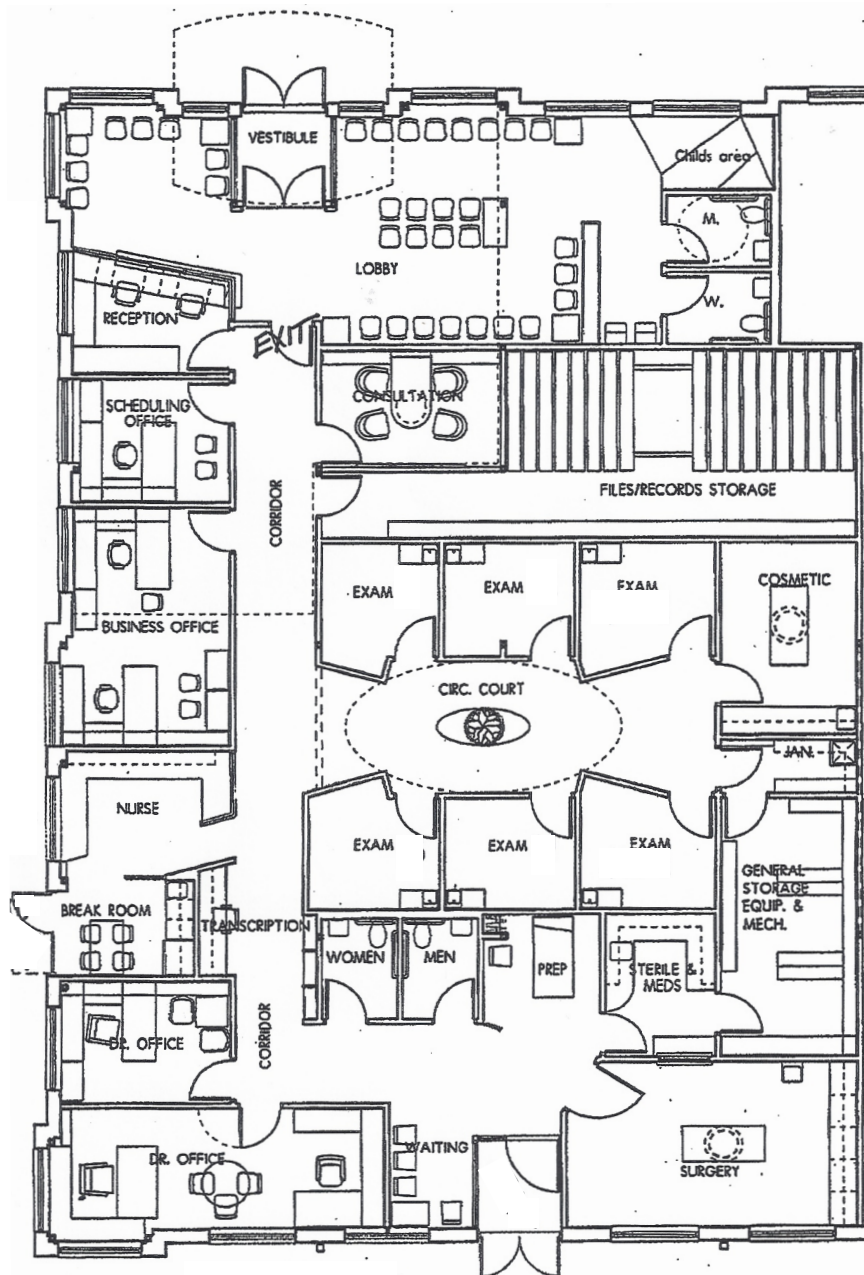 VESTIBULE
Childs area
M.
LOBBY
W.
RECEPTION
EXIT
SCHEDULING
OFFICE
CONSULTATION
CORRIDOR
FILES/RECORDS STORAGE
EXAM
EXAM
EXAM
COSMETIC
BUSINESS OFFICE
CIRC. COURT
JAN.
NURSE
EXAM
EXAM
EXAM
GENERAL
STORAGE
EQUIP. &
MECH.
BREAK ROOM
TRANSCRIPTION
WOMEN
MEN
PREP
STERILE &
MEDS
DR. OFFICE
CORRIDOR
WAITING
DR. OFFICE
SURGERY